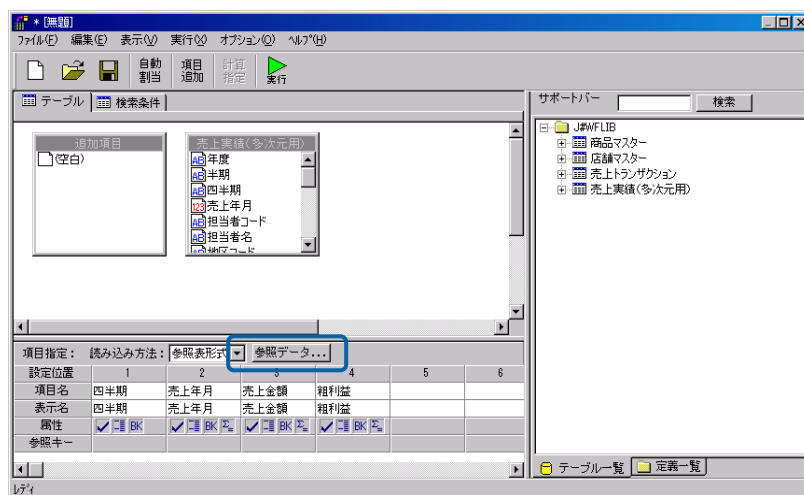 * [無題]
ファイル(F) 編集(E) 表示(V) 実行(X) オプション(O) ヘルプ(H)
自動割当 項目追加 計算指定 実行
テーブル 検索条件
追加項目
(空白)
売上実績(多次元用)
年度
半期
四半期
売上年月
担当者コード
担当者名
地区コード
項目指定： 読み込み方法： 参照表形式 参照データ...
設定位置 1 2 3 4 5 6
項目名 四半期 売上年月 売上金額 粗利益
表示名 四半期 売上年月 売上金額 粗利益
属性 BK BK BK BK
参照キー
レディ
サポートバー 検索
J#WFLIB
商品マスター
店舗マスター
売上トランザクション
売上実績(多次元用)
テーブル一覧 定義一覧